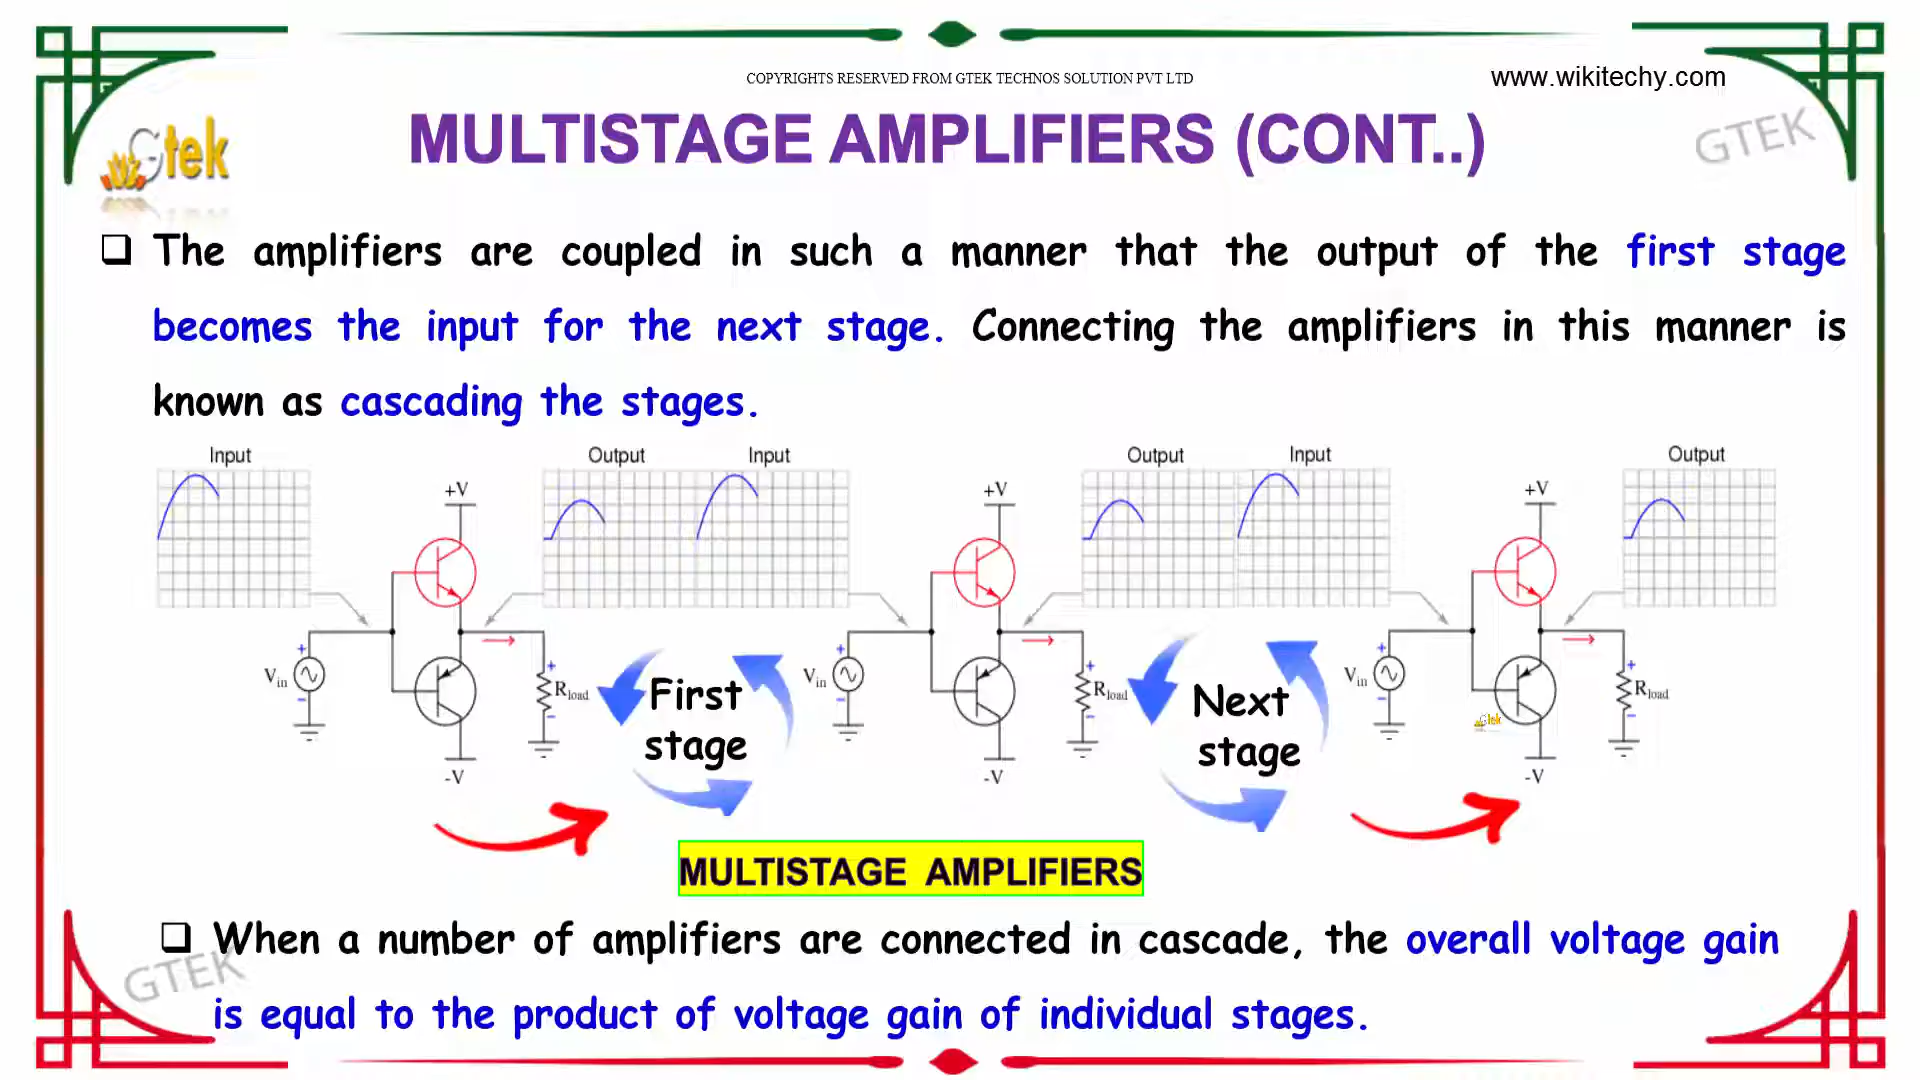 COPYRIGHTS RESERVED FROM GTEK TECHNOS SOLUTION PVT LTD
www.wikitechy.com
Gtek
MULTISTAGE AMPLIFIERS (CONT..)
GTEK
The amplifiers are coupled in such a manner that the output of the first stage
becomes the input for the next stage. Connecting the amplifiers in this manner is
known as cascading the stages.
Input Output Input Output Input Output
+V +V +V
+ + + + + +
Vin Rload Vin Rload Vin Rload
- - - - - -
First
stage
Next
stage
Gtek
-V -V -V
MULTISTAGE AMPLIFIERS
When a number of amplifiers are connected in cascade, the overall voltage gain
GTEK
is equal to the product of voltage gain of individual stages.